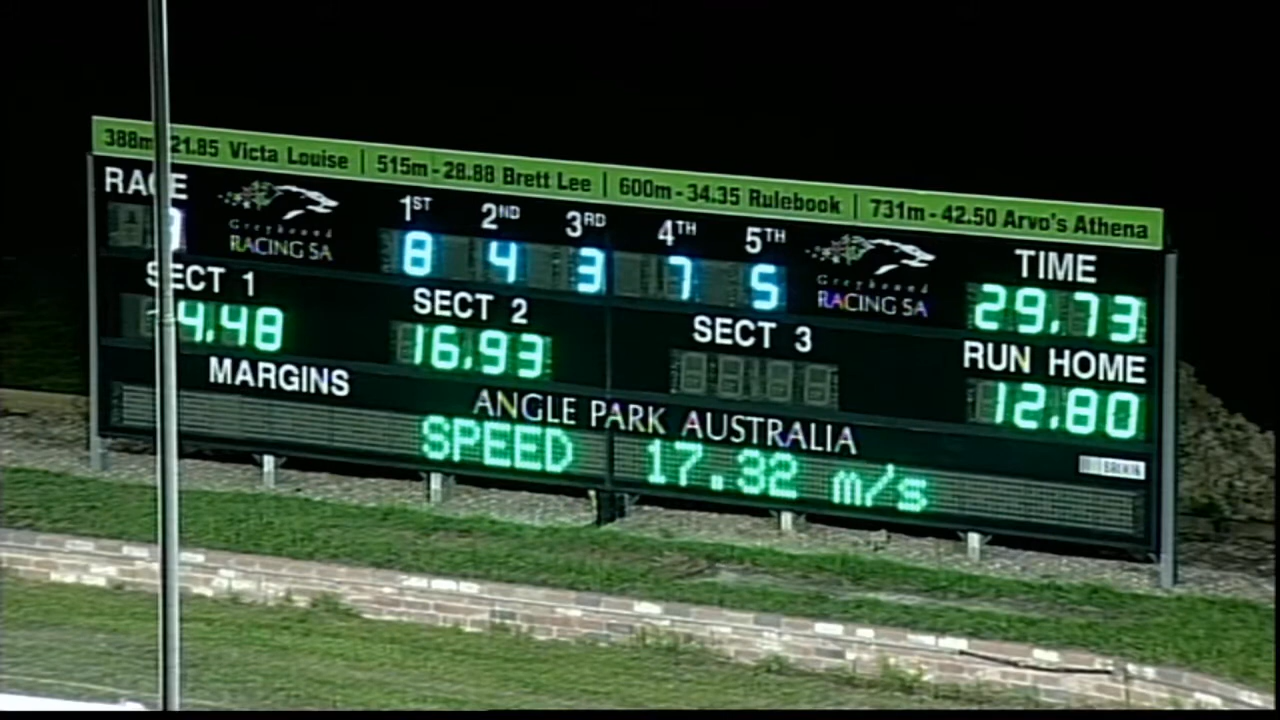 388m 21.85 Victa Louise | 515m - 28.88 Brett Lee | 600m - 34.35 Rulebook | 731m - 42.50 Arvo's Athena
RACE 1ST 2ND 3RD 4TH 5TH
Greyhound RACING SA
8 4 3 7 5
Greyhound RACING SA
TIME
29.73
SECT 1
4.48
SECT 2
16.93
SECT 3
RUN HOME
12.80
MARGINS
ANGLE PARK AUSTRALIA
SPEED 17.32 m/s